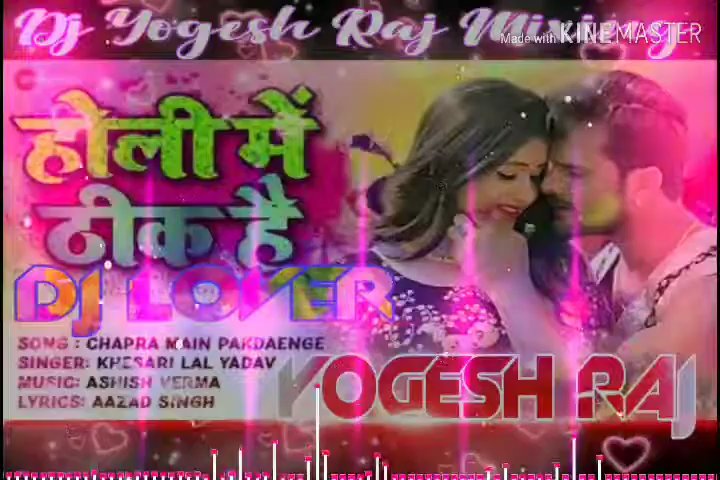 Dj Yogesh Raj Mixing
Made with KINEMASTER
होली में
ठीक है
DJ LOVER
SONG : CHAPRA MAIN PAKDAENGE
SINGER: KHESARI LAL YADAV
MUSIC: ASHISH VERMA
LYRICS: AAZAD SINGH
YOGESH RAJ